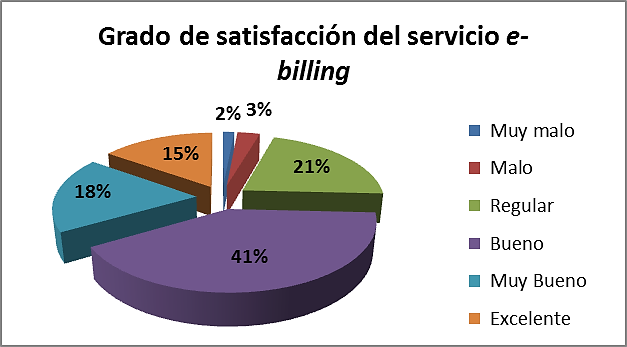 Grado de satisfacción del servicio e-
billing
2%
3%
21%
41%
18%
15%
Muy malo
Malo
Regular
Bueno
Muy Bueno
Excelente